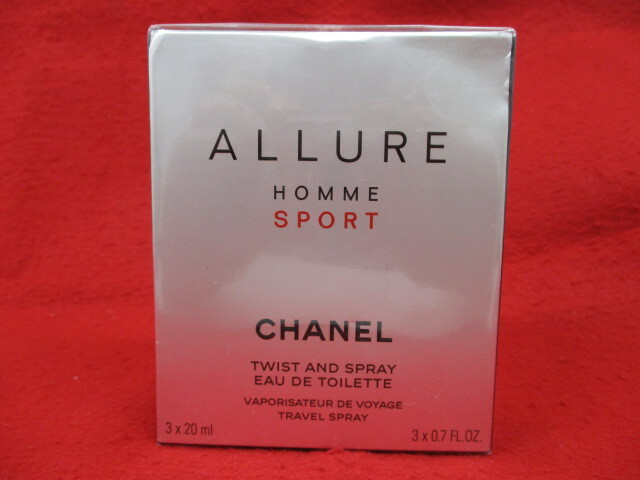 ALLURE
HOMME
SPORT
CHANEL
TWIST AND SPRAY
EAU DE TOILETTE
VAPORISATEUR DE VOYAGE
TRAVEL SPRAY
3 x 20 ml 3 x 0.7 FL.OZ.